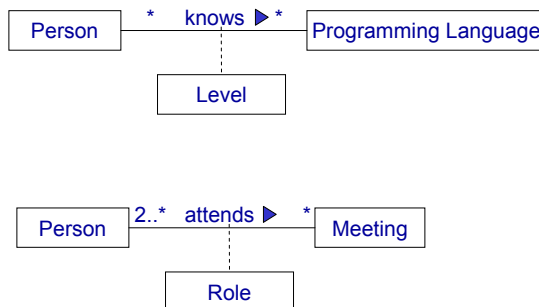 Person * knows ▶ * Programming Language
Level
Person 2..* attends ▶ * Meeting
Role